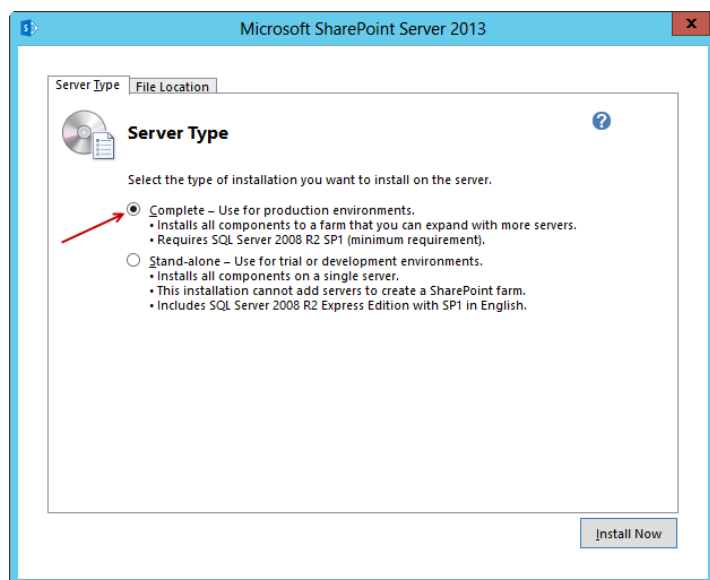 Microsoft SharePoint Server 2013
x
Server Type
File Location
Server Type
?
Select the type of installation you want to install on the server.
Complete – Use for production environments.
▪ Installs all components to a farm that you can expand with more servers.
▪ Requires SQL Server 2008 R2 SP1 (minimum requirement).
Stand-alone – Use for trial or development environments.
▪ Installs all components on a single server.
▪ This installation cannot add servers to create a SharePoint farm.
▪ Includes SQL Server 2008 R2 Express Edition with SP1 in English.
Install Now